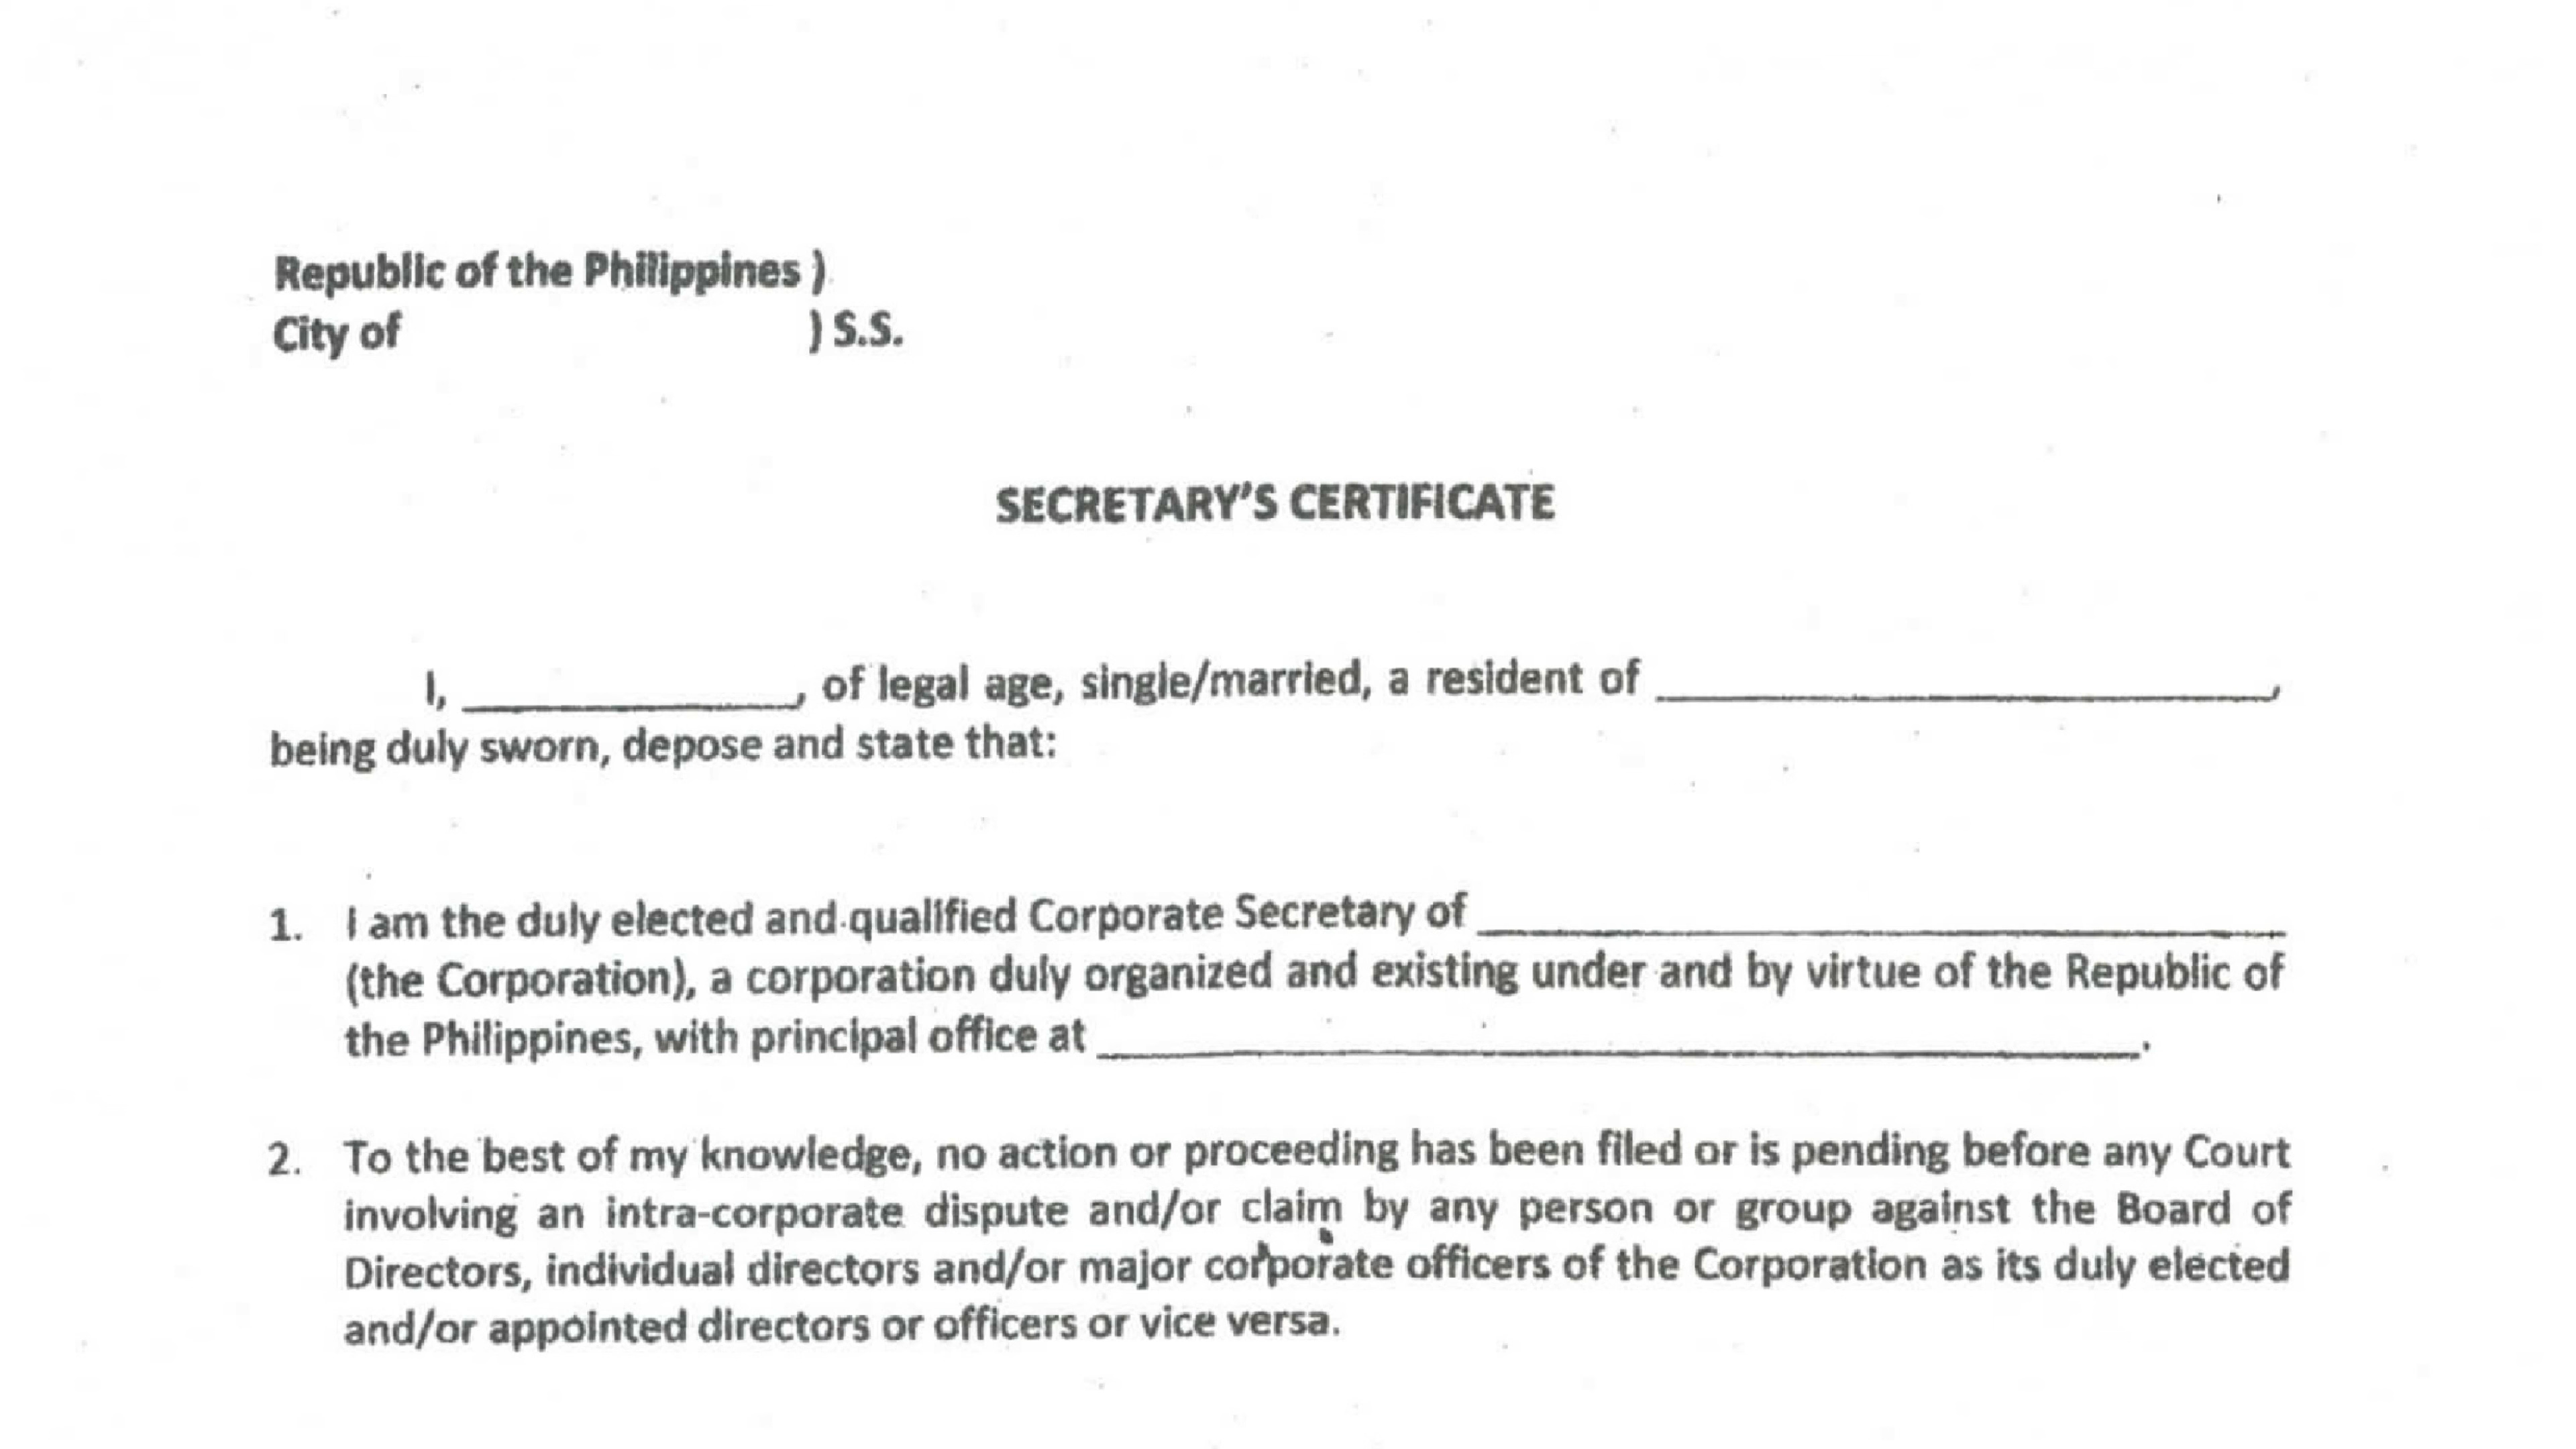 Republic of the Philippines )
City of ) S.S.
SECRETARY'S CERTIFICATE
I, ____________, of legal age, single/married, a resident of ______________________,
being duly sworn, depose and state that:
1. I am the duly elected and qualified Corporate Secretary of ____________________________
(the Corporation), a corporation duly organized and existing under and by virtue of the Republic of
the Philippines, with principal office at ____________________________________.
2. To the best of my knowledge, no action or proceeding has been filed or is pending before any Court
involving an intra-corporate dispute and/or claim by any person or group against the Board of
Directors, individual directors and/or major corporate officers of the Corporation as its duly elected
and/or appointed directors or officers or vice versa.